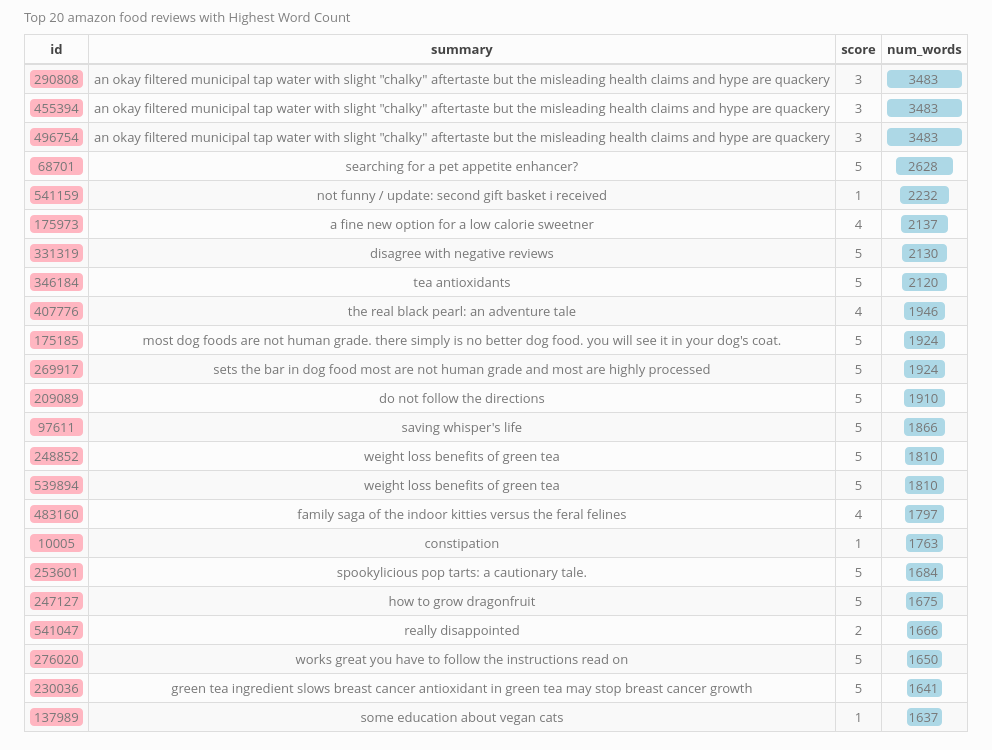 Top 20 amazon food reviews with Highest Word Count
id summary score num_words
290808 an okay filtered municipal tap water with slight "chalky" aftertaste but the misleading health claims and hype are quackery 3 3483
455394 an okay filtered municipal tap water with slight "chalky" aftertaste but the misleading health claims and hype are quackery 3 3483
496754 an okay filtered municipal tap water with slight "chalky" aftertaste but the misleading health claims and hype are quackery 3 3483
68701 searching for a pet appetite enhancer? 5 2628
541159 not funny / update: second gift basket i received 1 2232
175973 a fine new option for a low calorie sweetner 4 2137
331319 disagree with negative reviews 5 2130
346184 tea antioxidants 5 2120
407776 the real black pearl: an adventure tale 4 1946
175185 most dog foods are not human grade. there simply is no better dog food. you will see it in your dog's coat. 5 1924
269917 sets the bar in dog food most are not human grade and most are highly processed 5 1924
209089 do not follow the directions 5 1910
97611 saving whisper's life 5 1866
248852 weight loss benefits of green tea 5 1810
539894 weight loss benefits of green tea 5 1810
483160 family saga of the indoor kitties versus the feral felines 4 1797
10005 constipation 1 1763
253601 spookylicious pop tarts: a cautionary tale. 5 1684
247127 how to grow dragonfruit 5 1675
541047 really disappointed 2 1666
276020 works great you have to follow the instructions read on 5 1650
230036 green tea ingredient slows breast cancer antioxidant in green tea may stop breast cancer growth 5 1641
137989 some education about vegan cats 1 1637